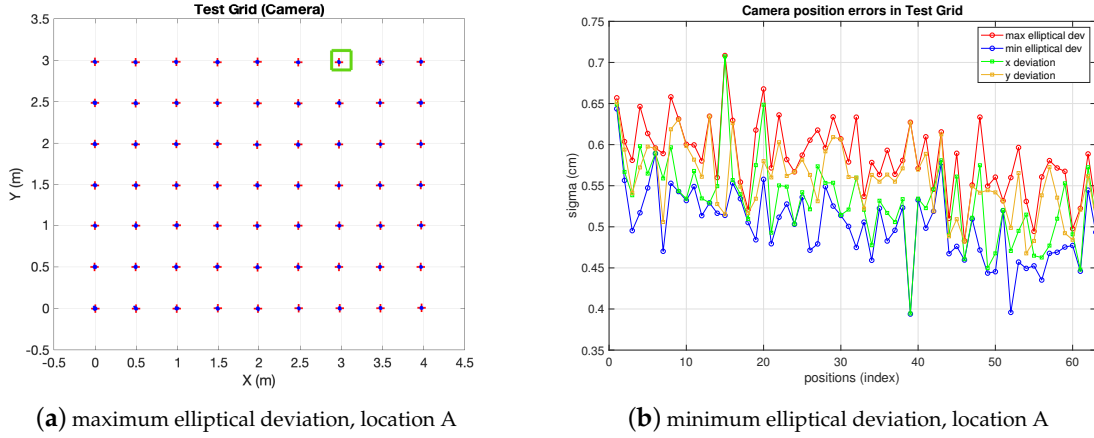 Test Grid (Camera)
3.5
3
2.5
2
1.5
1
0.5
0
-0.5
Y (m)
-0.5 0 0.5 1 1.5 2 2.5 3 3.5 4 4.5
X (m)
(a) maximum elliptical deviation, location A
Camera position errors in Test Grid
max elliptical dev
min elliptical dev
x deviation
y deviation
0.75
0.7
0.65
0.6
0.55
0.5
0.45
0.4
0.35
sigma (cm)
0 10 20 30 40 50 60
positions (index)
(b) minimum elliptical deviation, location A